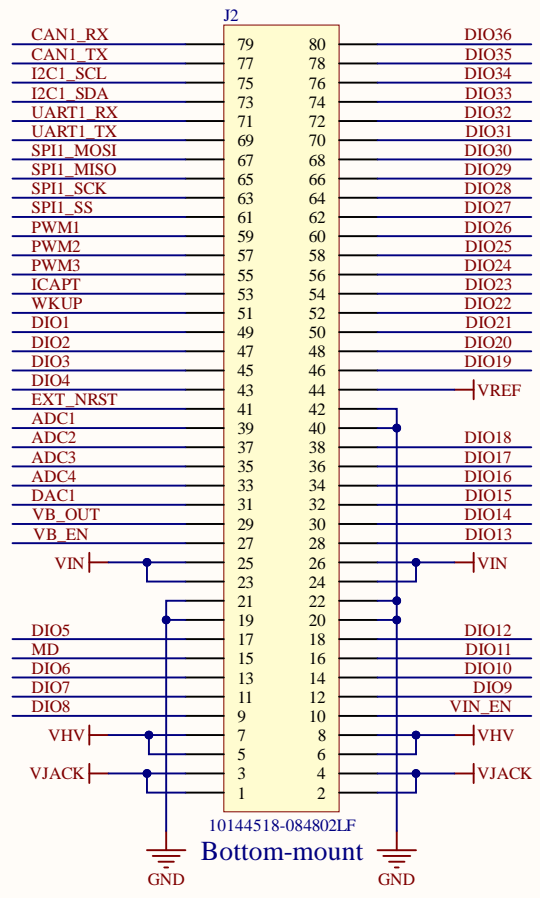 J2
CAN1_RX 79 80 DIO36
CAN1_TX 77 78 DIO35
I2C1_SCL 75 76 DIO34
I2C1_SDA 73 74 DIO33
UART1_RX 71 72 DIO32
UART1_TX 69 70 DIO31
SPI1_MOSI 67 68 DIO30
SPI1_MISO 65 66 DIO29
SPI1_SCK 63 64 DIO28
SPI1_SS 61 62 DIO27
PWM1 59 60 DIO26
PWM2 57 58 DIO25
PWM3 55 56 DIO24
ICAPT 53 54 DIO23
WKUP 51 52 DIO22
DIO1 49 50 DIO21
DIO2 47 48 DIO20
DIO3 45 46 DIO19
DIO4 43 44 VREF
EXT_NRST 41 42
ADC1 39 40
ADC2 37 38 DIO18
ADC3 35 36 DIO17
ADC4 33 34 DIO16
DAC1 31 32 DIO15
VB_OUT 29 30 DIO14
VB_EN 27 28 DIO13
VIN 25 26 VIN
23 24
21 22
19 20
DIO5 17 18 DIO12
MD 15 16 DIO11
DIO6 13 14 DIO10
DIO7 11 12 DIO9
DIO8 9 10 VIN_EN
VHV 7 8 VHV
5 6
VJACK 3 4 VJACK
1 2
10144518-084802LF
Bottom-mount
GND GND